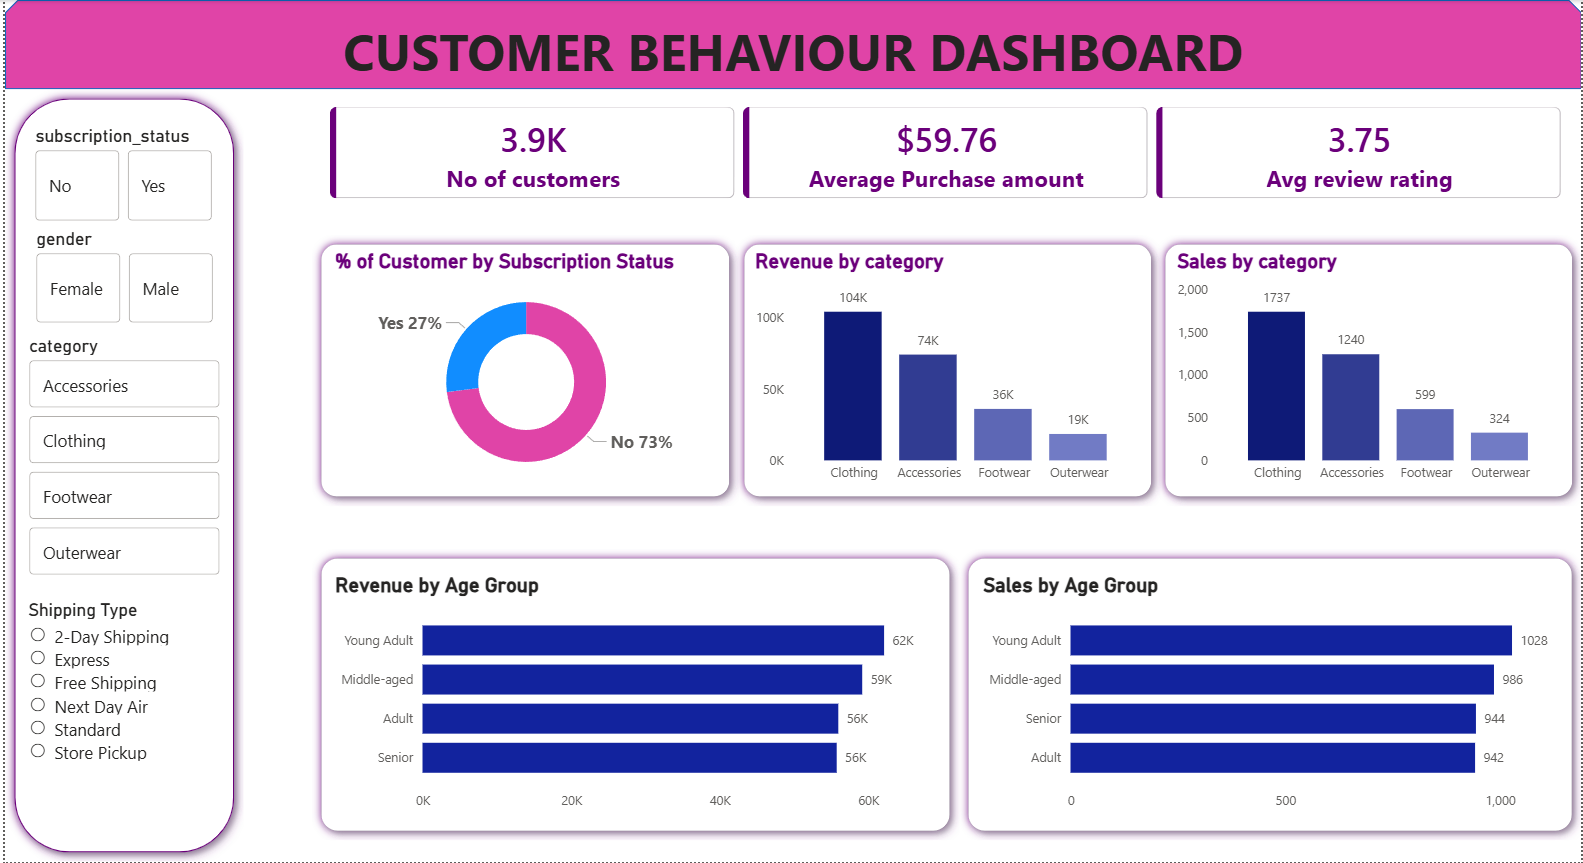 CUSTOMER BEHAVIOUR DASHBOARD
subscription_status
No
Yes
gender
Female
Male
category
Accessories
Clothing
Footwear
Outerwear
Shipping Type
2-Day Shipping
Express
Free Shipping
Next Day Air
Standard
Store Pickup
3.9K
No of customers
$59.76
Average Purchase amount
3.75
Avg review rating
% of Customer by Subscription Status
Yes 27%
No 73%
Revenue by category
100K
50K
0K
104K
74K
36K
19K
Clothing
Accessories
Footwear
Outerwear
Sales by category
2,000
1,500
1,000
500
0
1737
1240
599
324
Clothing
Accessories
Footwear
Outerwear
Revenue by Age Group
Young Adult
62K
Middle-aged
59K
Adult
56K
Senior
56K
0K
20K
40K
60K
Sales by Age Group
Young Adult
1028
Middle-aged
986
Senior
944
Adult
942
0
500
1,000